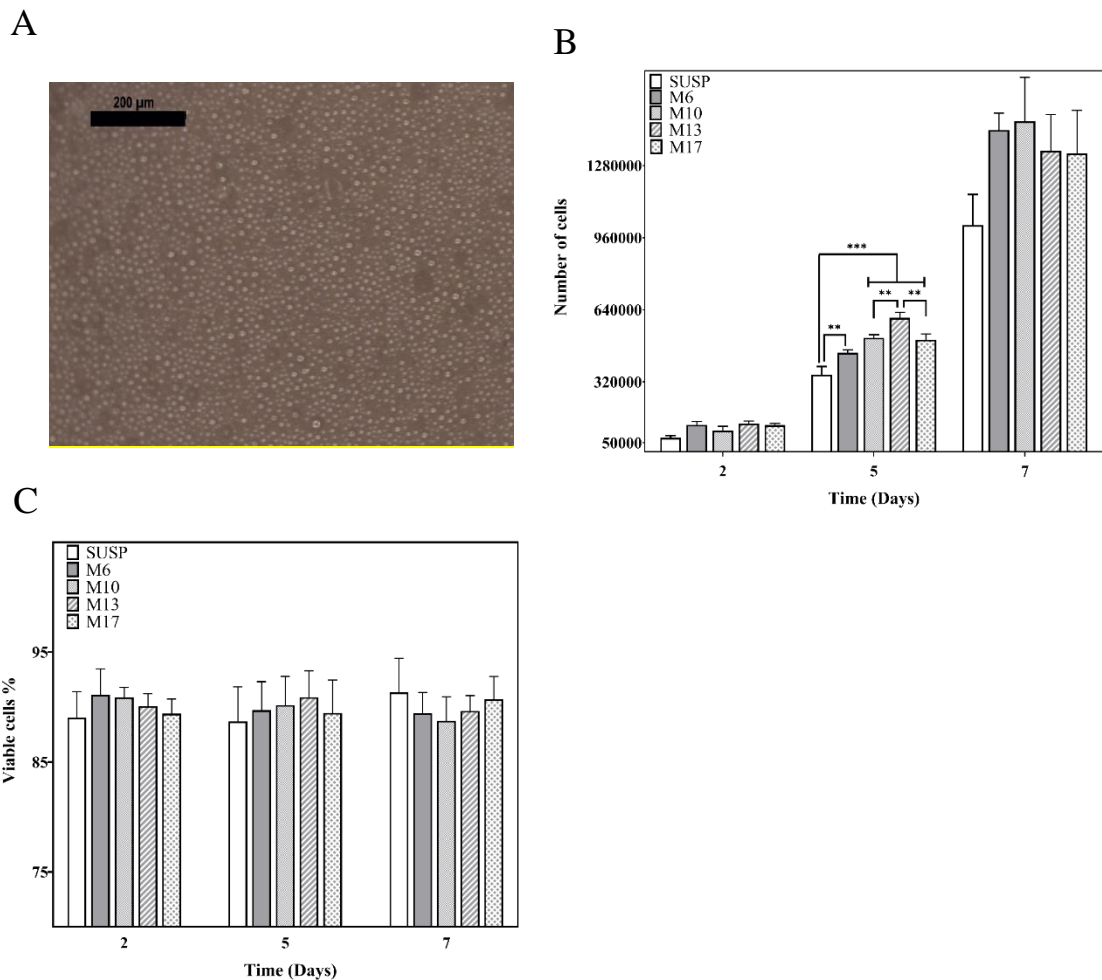 A
200 µm
B
SUSP
M6
M10
M13
M17
Number of cells
1280000
960000
640000
320000
50000
***
**
** **
2 5 7
Time (Days)
C
SUSP
M6
M10
M13
M17
Viable cells %
95
85
75
2 5 7
Time (Days)